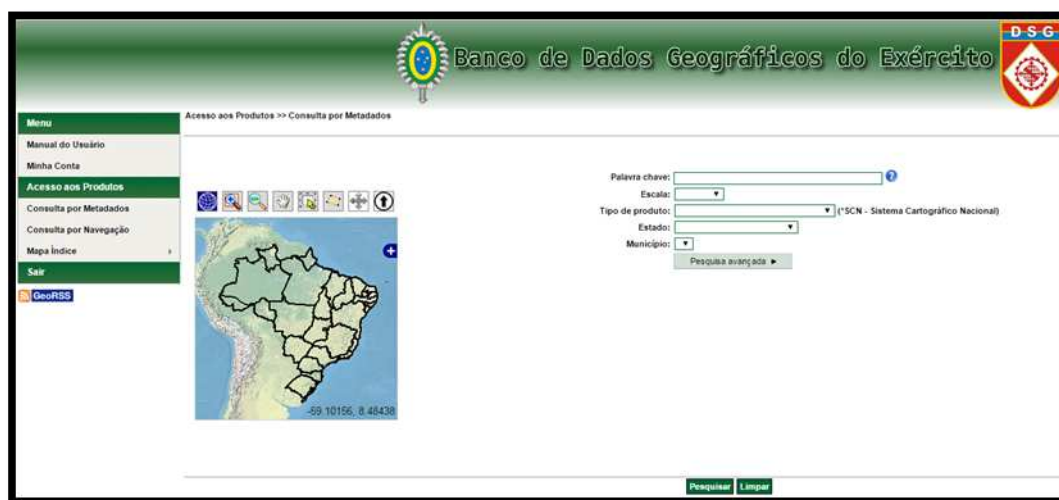 Banco de Dados Geográficos do Exército
DSG
Menu
Manual do Usuário
Minha Conta
Acesso aos Produtos
Consulta por Metadados
Consulta por Navegação
Mapa Índice
Sair
GeoRSS
Acesso aos Produtos >> Consulta por Metadados
-59.10156, 8.48438
Palavra chave:
Escala:
Tipo de produto: (*SCN - Sistema Cartográfico Nacional)
Estado:
Município:
Pesquisa avançada ►
Pesquisar Limpar